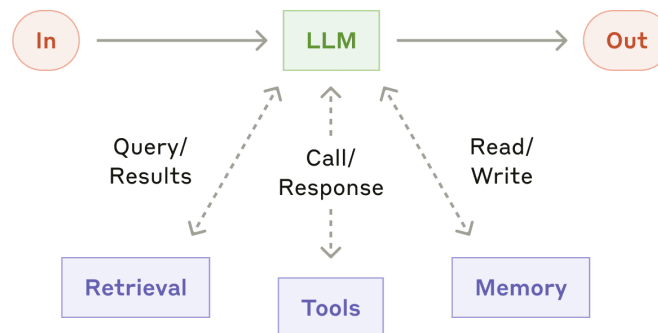 In
LLM
Out
Query/
Results
Call/
Response
Read/
Write
Retrieval
Tools
Memory